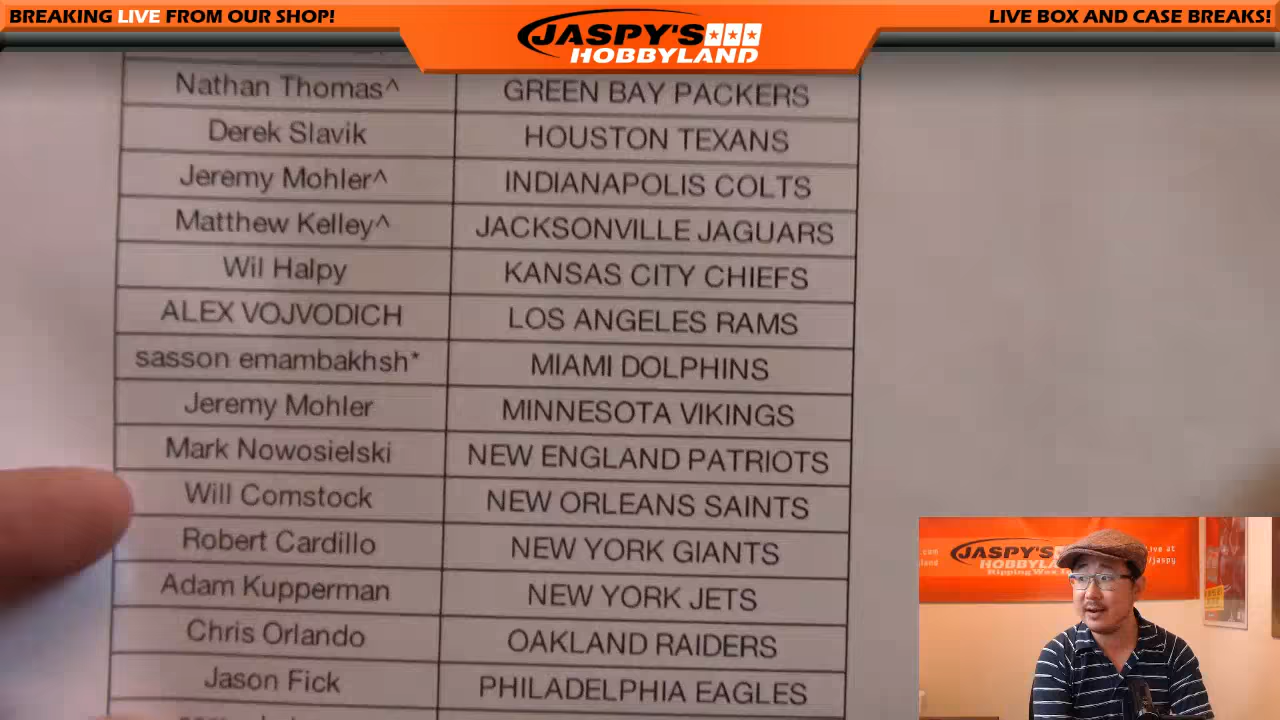 BREAKING LIVE FROM OUR SHOP!
JASPY'S
HOBBYLAND
LIVE BOX AND CASE BREAKS!
Nathan Thomas^ GREEN BAY PACKERS
Derek Slavik HOUSTON TEXANS
Jeremy Mohler^ INDIANAPOLIS COLTS
Matthew Kelley^ JACKSONVILLE JAGUARS
Wil Halpy KANSAS CITY CHIEFS
ALEX VOJVODICH LOS ANGELES RAMS
sasson emambakhsh* MIAMI DOLPHINS
Jeremy Mohler MINNESOTA VIKINGS
Mark Nowosielski NEW ENGLAND PATRIOTS
Will Comstock NEW ORLEANS SAINTS
Robert Cardillo NEW YORK GIANTS
Adam Kupperman NEW YORK JETS
Chris Orlando OAKLAND RAIDERS
Jason Fick PHILADELPHIA EAGLES
JASPY'S
HOBBYLAND